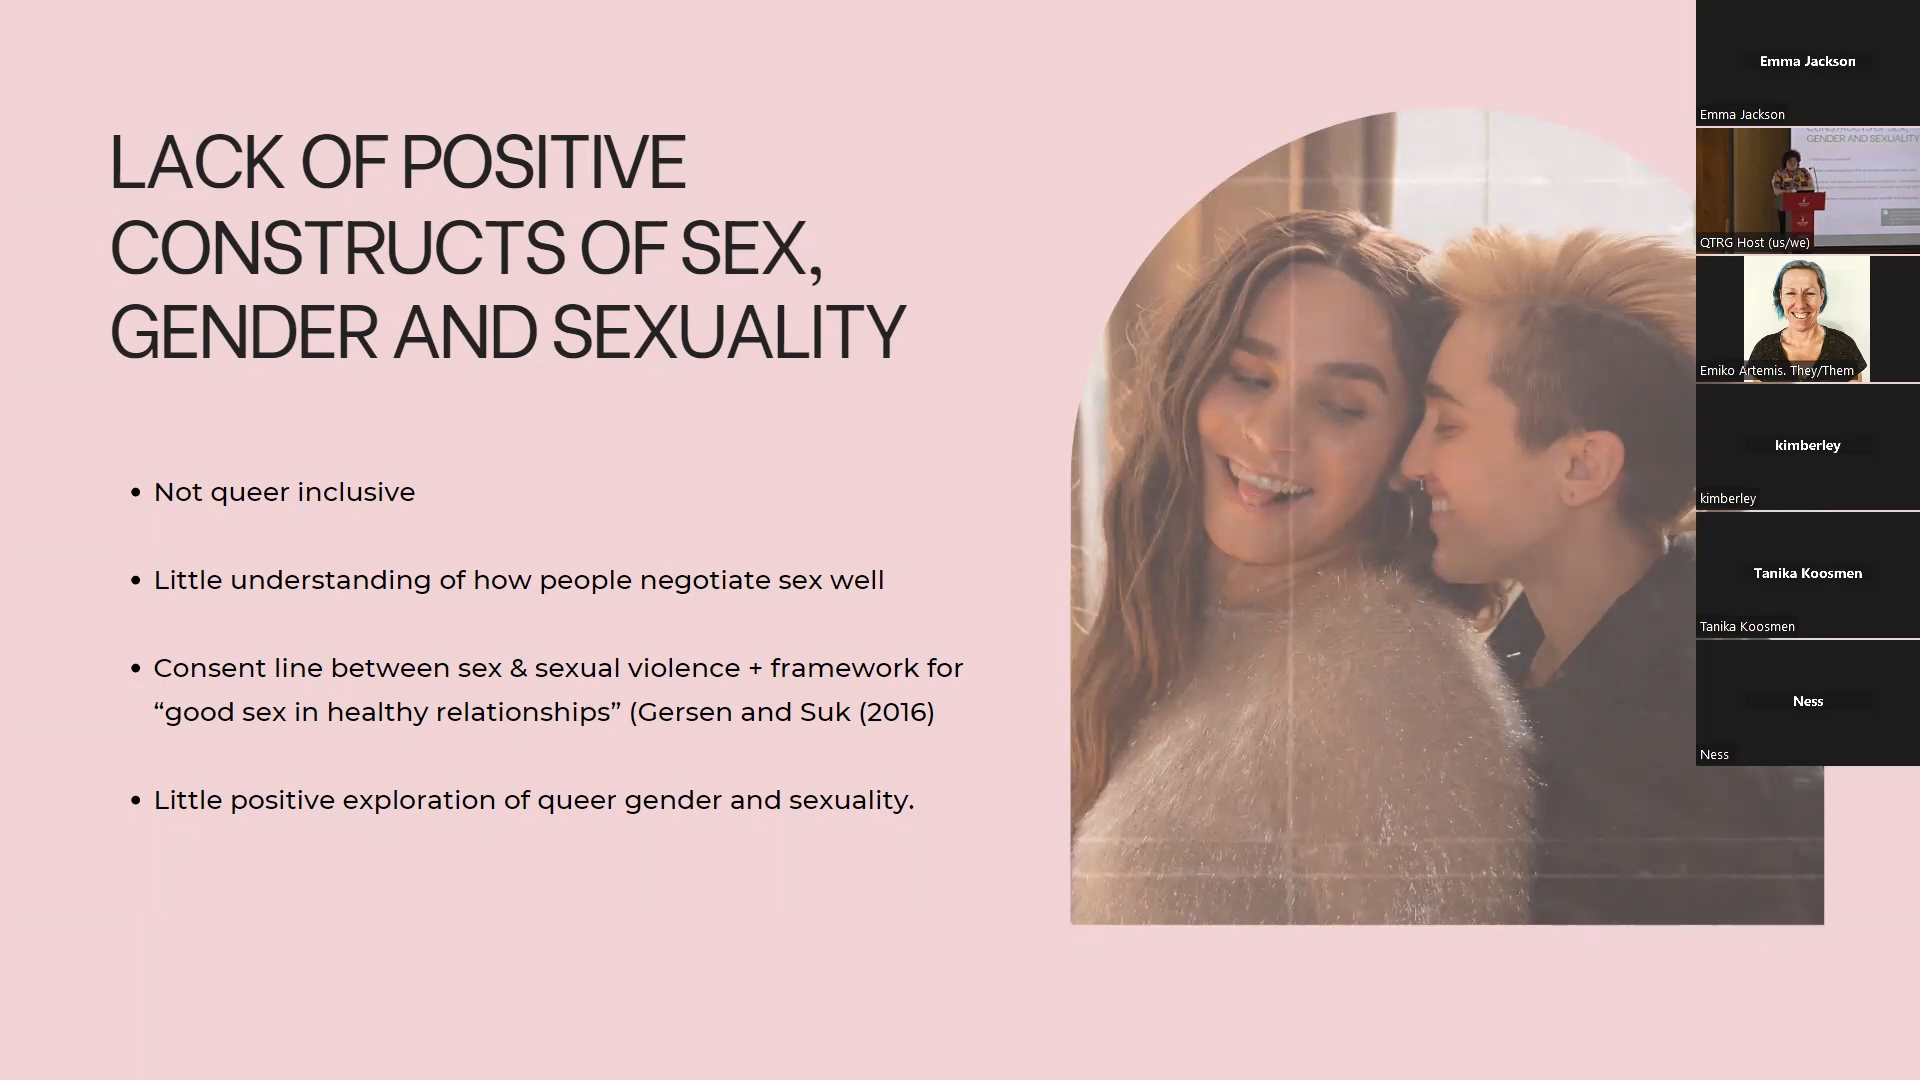 LACK OF POSITIVE
CONSTRUCTS OF SEX,
GENDER AND SEXUALITY
• Not queer inclusive
• Little understanding of how people negotiate sex well
• Consent line between sex & sexual violence + framework for
“good sex in healthy relationships” (Gersen and Suk (2016)
• Little positive exploration of queer gender and sexuality.
Emma Jackson
Emma Jackson
GENDER AND SEXUALITY
QTRG Host (us/we)
Emiko Artemis. They/Them
kimberley
kimberley
Tanika Koosmen
Tanika Koosmen
Ness
Ness